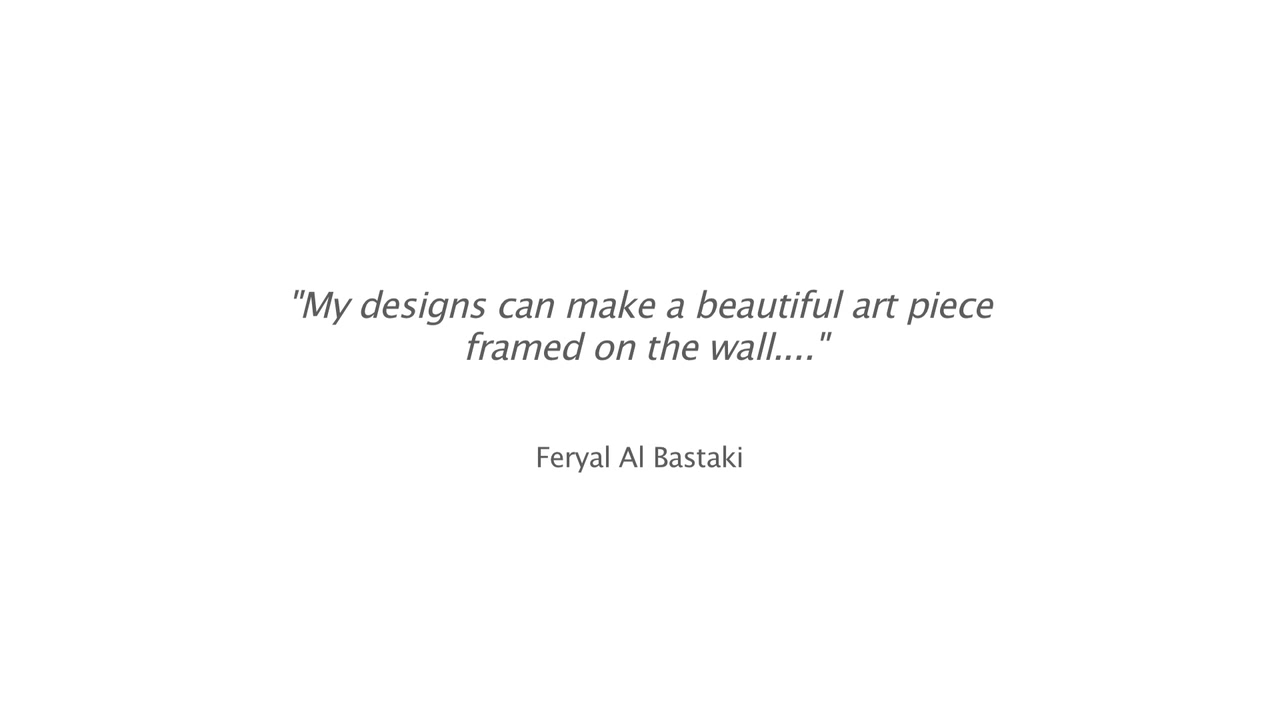 "My designs can make a beautiful art piece
framed on the wall...."
Feryal Al Bastaki